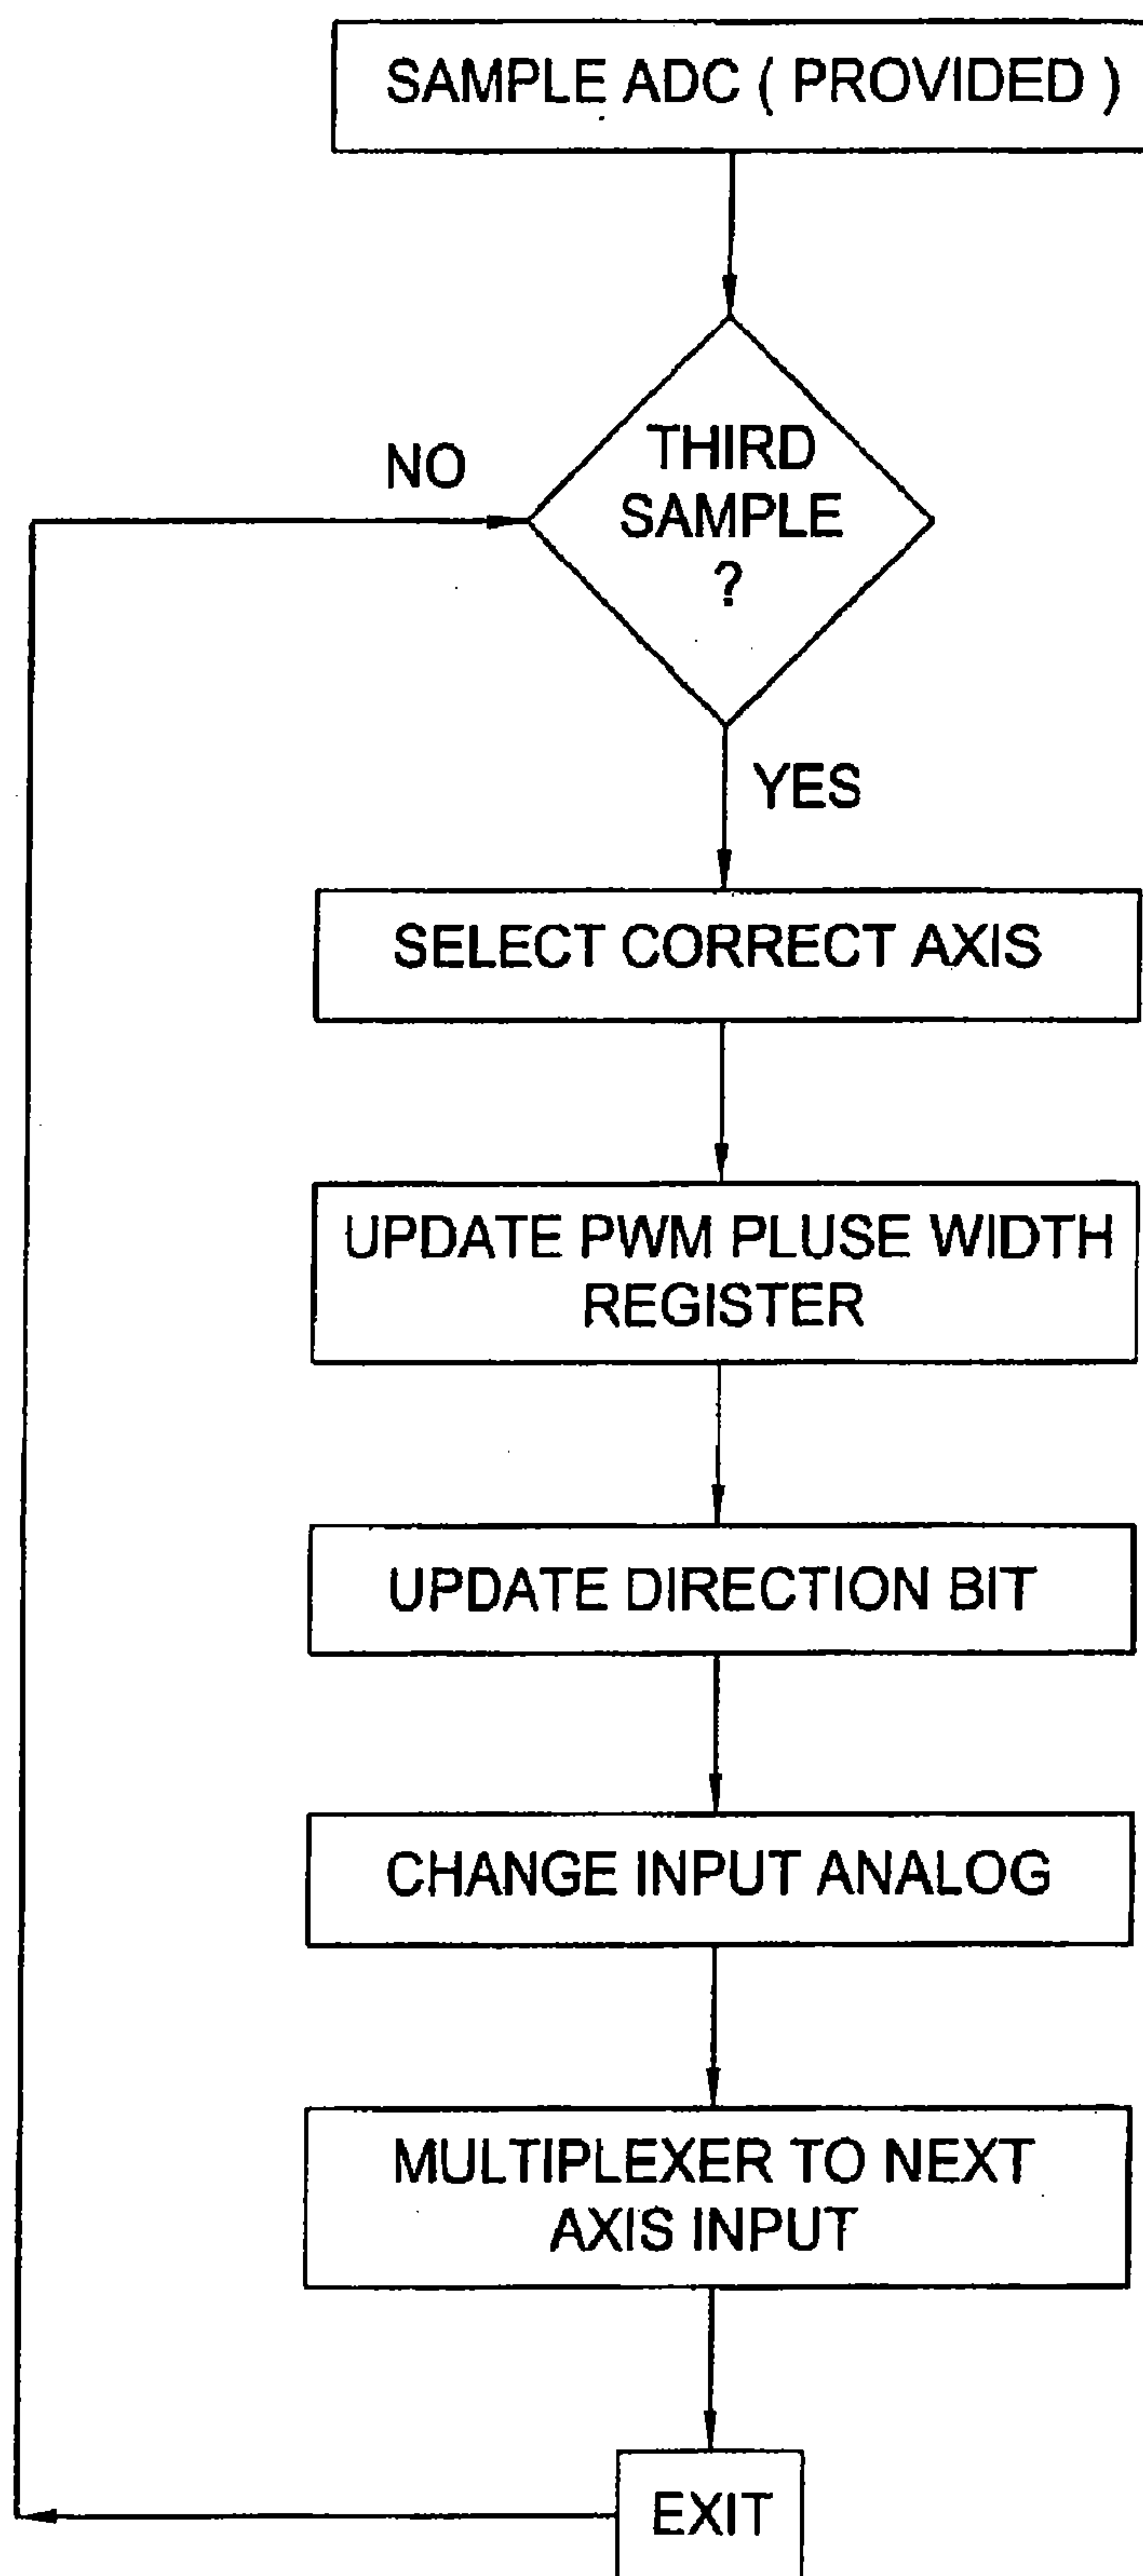 SAMPLE ADC ( PROVIDED )
NO
THIRD
SAMPLE
?
YES
SELECT CORRECT AXIS
UPDATE PWM PLUSE WIDTH
REGISTER
UPDATE DIRECTION BIT
CHANGE INPUT ANALOG
MULTIPLEXER TO NEXT
AXIS INPUT
EXIT